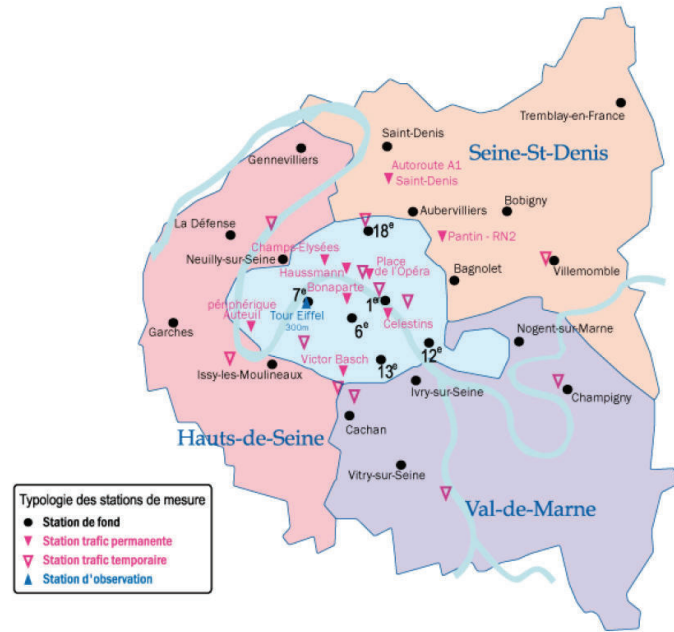 Tremblay-en-France
Saint-Denis
Gennevilliers
Seine-St-Denis
Autoroute A1
Saint-Denis
Aubervilliers
Bobigny
La Défense
18e
Pantin - RN2
Champs-Elysées
Neuilly-sur-Seine
Place
de l'Opéra
Haussmann
Villemomble
Bagnolet
Bonaparte
7e
1er
périphérique
Auteuil
Tour Eiffel
300m
Célestins
6e
Garches
Nogent-sur-Marne
12e
Victor Basch
13e
Issy-les-Moulineaux
Ivry-sur-Seine
Champigny
Cachan
Hauts-de-Seine
Vitry-sur-Seine
Val-de-Marne
Typologie des stations de mesure
Station de fond
Station trafic permanente
Station trafic temporaire
Station d'observation